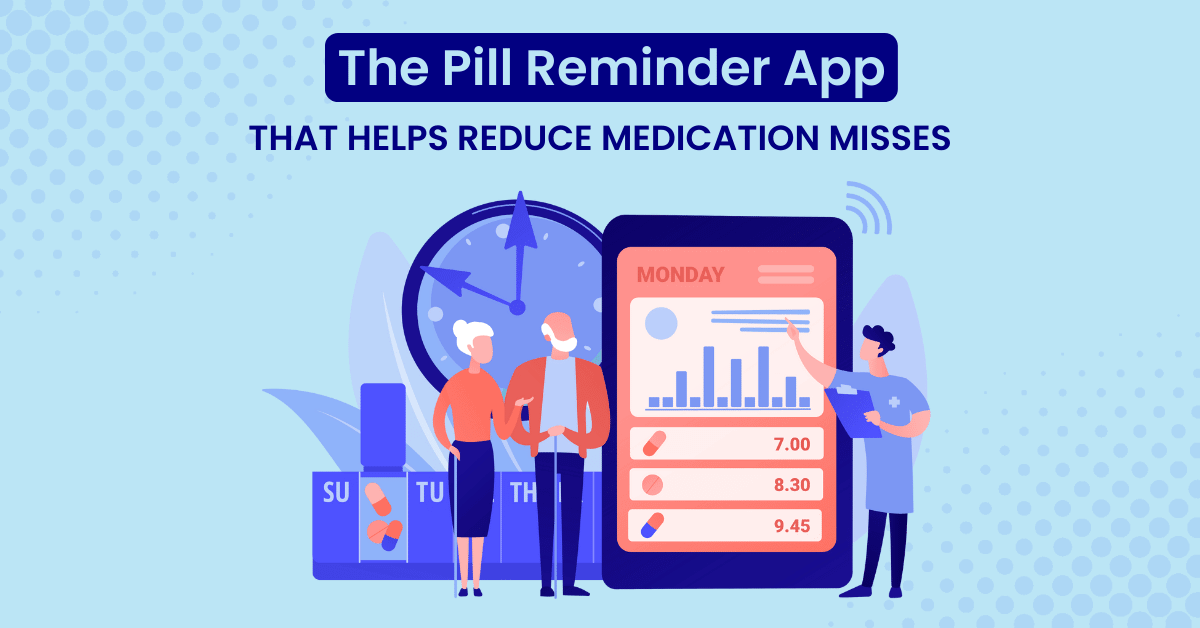 The Pill Reminder App
THAT HELPS REDUCE MEDICATION MISSES
MONDAY
7.00
8.30
9.45
SU
TU
TH